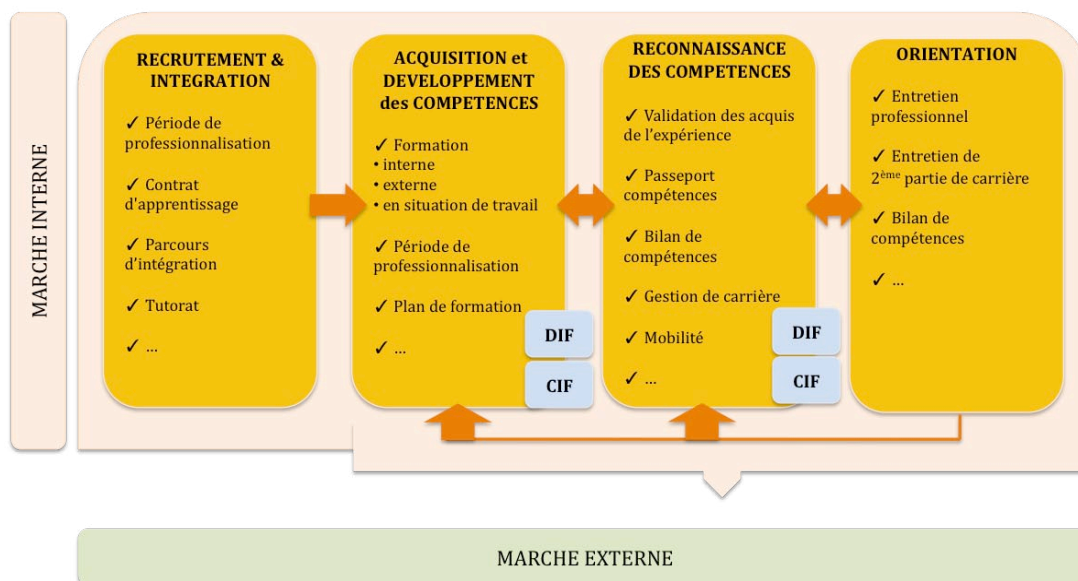 MARCHE INTERNE
RECRUTEMENT &
INTEGRATION
✓ Période de
professionnalisation
✓ Contrat
d'apprentissage
✓ Parcours
d'intégration
✓ Tutorat
✓ ...
ACQUISITION et
DEVELOPPEMENT
des COMPETENCES
✓ Formation
• interne
• externe
• en situation de travail
✓ Période de
professionnalisation
✓ Plan de formation
✓ ...
DIF
CIF
RECONNAISSANCE
DES COMPETENCES
✓ Validation des acquis
de l'expérience
✓ Passeport
compétences
✓ Bilan de
compétences
✓ Gestion de carrière
✓ Mobilité
✓ ...
DIF
CIF
ORIENTATION
✓ Entretien
professionnel
✓ Entretien de
2ème partie de carrière
✓ Bilan de
compétences
✓ ...
MARCHE EXTERNE